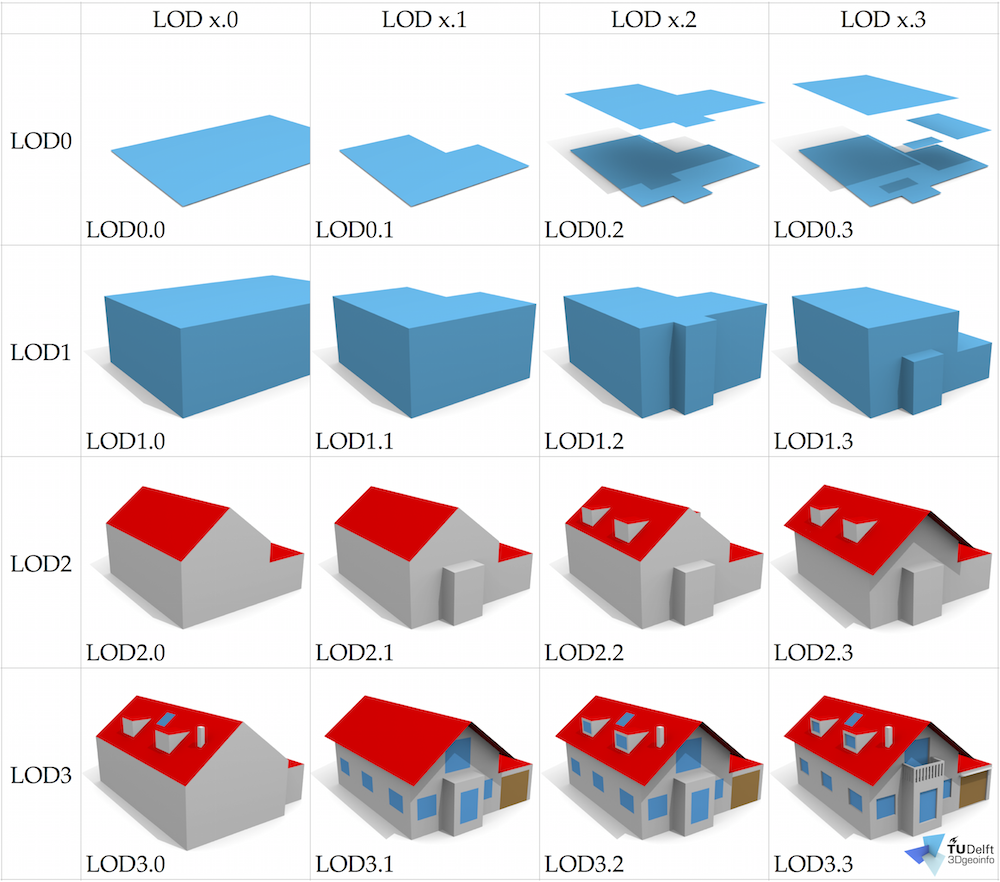 LOD x.0 LOD x.1 LOD x.2 LOD x.3
LOD0
LOD0.0 LOD0.1 LOD0.2 LOD0.3
LOD1
LOD1.0 LOD1.1 LOD1.2 LOD1.3
LOD2
LOD2.0 LOD2.1 LOD2.2 LOD2.3
LOD3
LOD3.0 LOD3.1 LOD3.2 LOD3.3
TUDelft
3Dgeoinfo